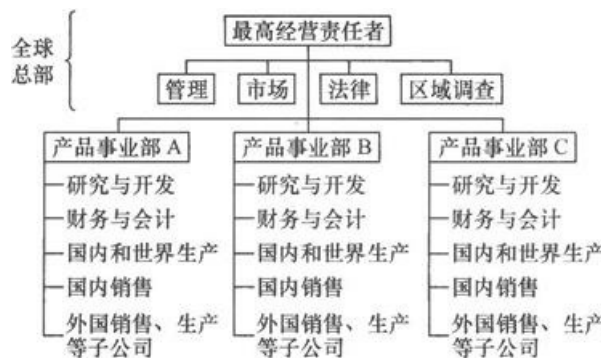 全球
总部
最高经营责任者
管理 市场 法律 区域调查
产品事业部 A 产品事业部 B 产品事业部 C
研究与开发 研究与开发 研究与开发
财务与会计 财务与会计 财务与会计
国内和世界生产 国内和世界生产 国内和世界生产
国内销售 国内销售 国内销售
外国销售、生产 外国销售、生产 外国销售、生产
等子公司 等子公司 等子公司